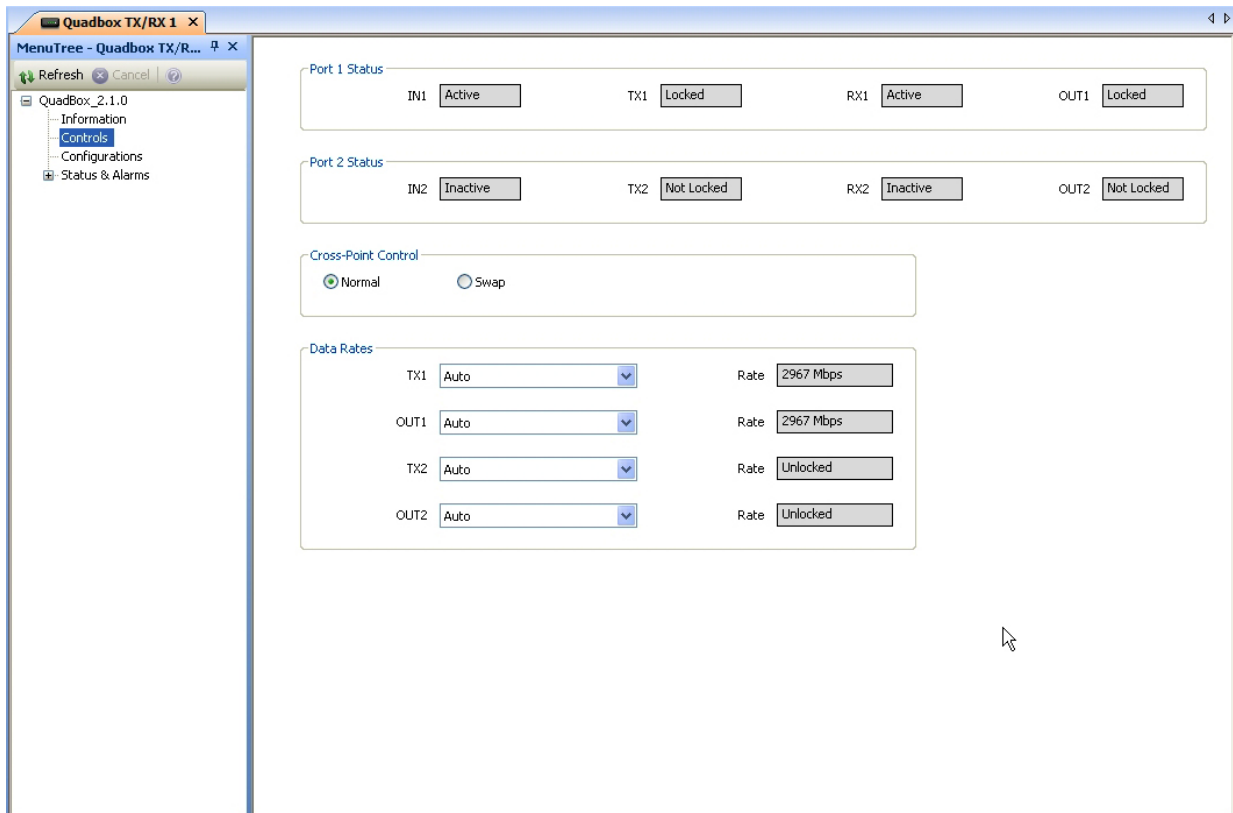 Quadbox TX/RX 1
MenuTree - Quadbox TX/R...
Refresh Cancel
QuadBox_2.1.0
Information
Controls
Configurations
Status & Alarms
Port 1 Status
IN1 Active TX1 Locked RX1 Active OUT1 Locked
Port 2 Status
IN2 Inactive TX2 Not Locked RX2 Inactive OUT2 Not Locked
Cross-Point Control
Normal Swap
Data Rates
TX1 Auto Rate 2967 Mbps
OUT1 Auto Rate 2967 Mbps
TX2 Auto Rate Unlocked
OUT2 Auto Rate Unlocked